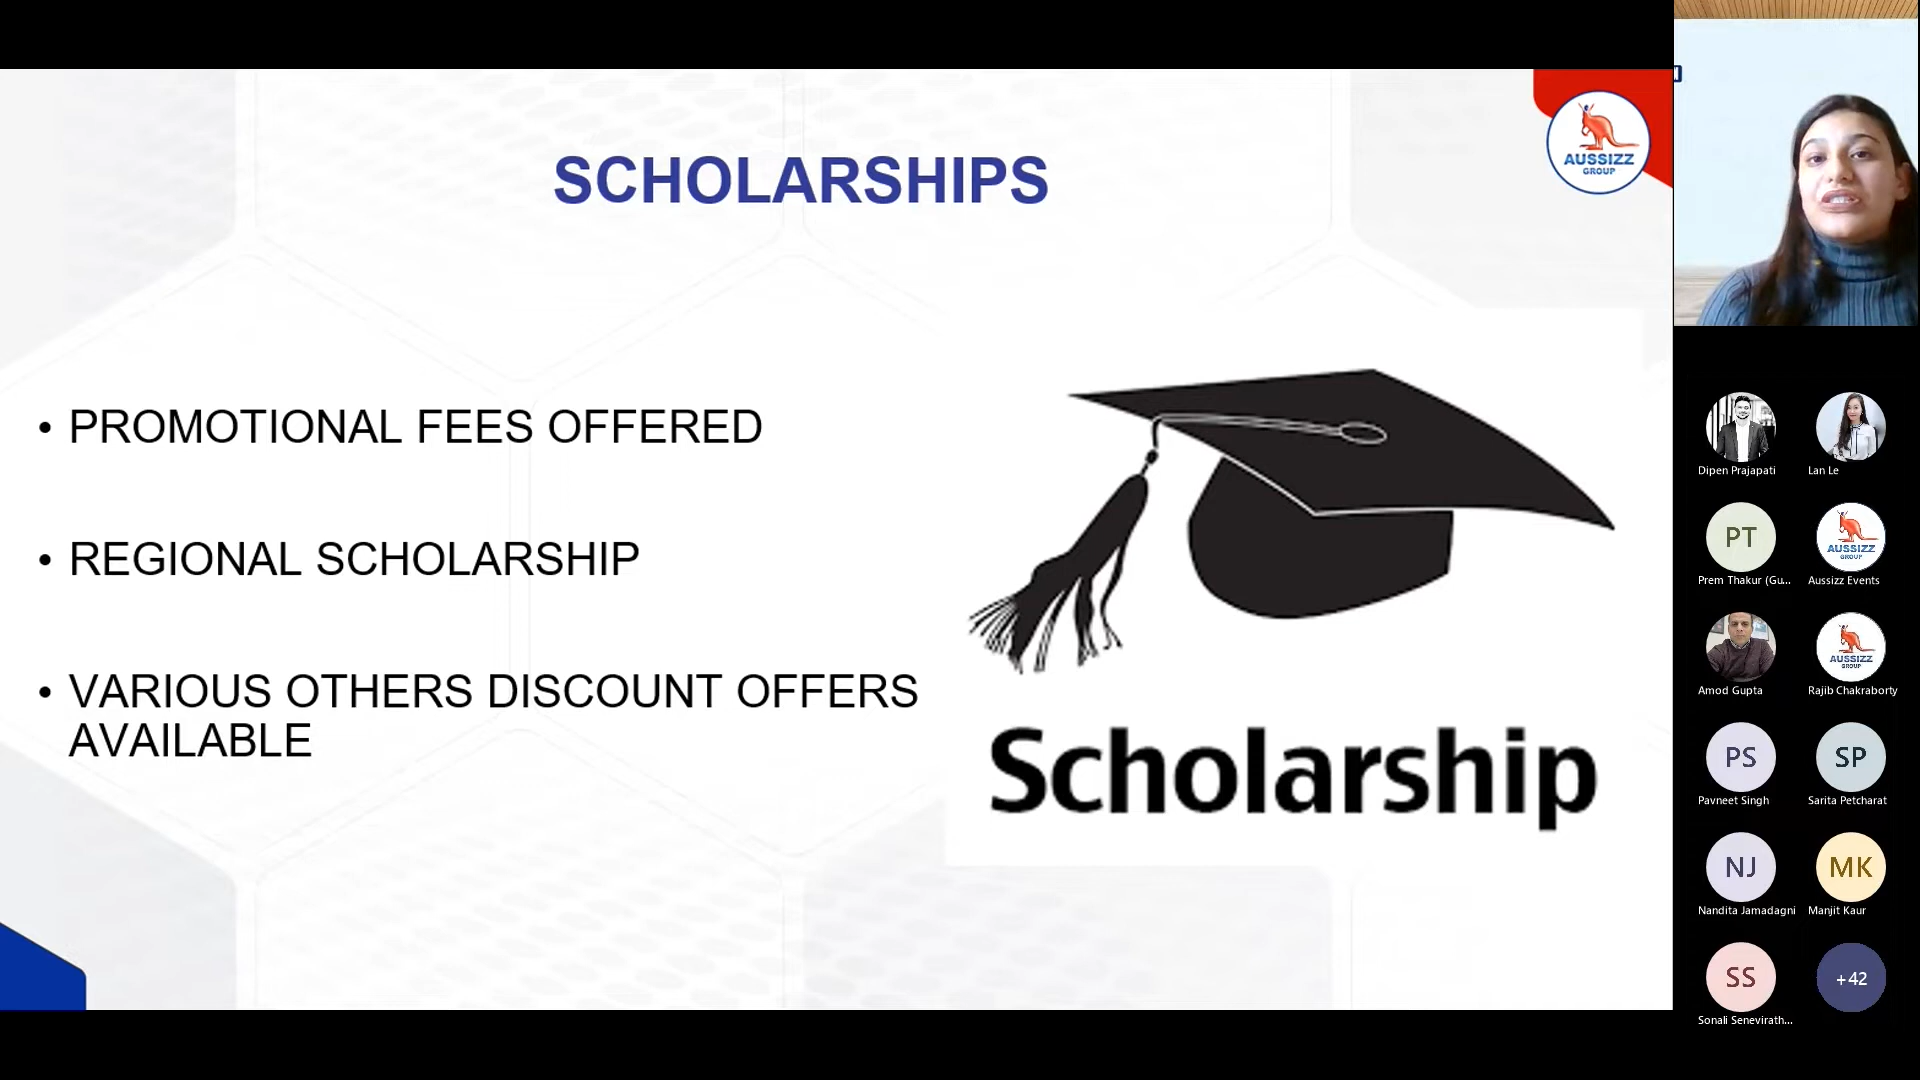 SCHOLARSHIPS
AUSSIZZ
GROUP
• PROMOTIONAL FEES OFFERED
• REGIONAL SCHOLARSHIP
• VARIOUS OTHERS DISCOUNT OFFERS
AVAILABLE
Scholarship
Dipen Prajapati
Lan Le
PT
Prem Thakur (Gu...
AUSSIZZ
GROUP
Aussizz Events
Amod Gupta
AUSSIZZ
GROUP
Rajib Chakraborty
PS
Pavneet Singh
SP
Sarita Petcharat
NJ
Nandita Jamadagni
MK
Manjit Kaur
SS
Sonali Senevirath...
+42